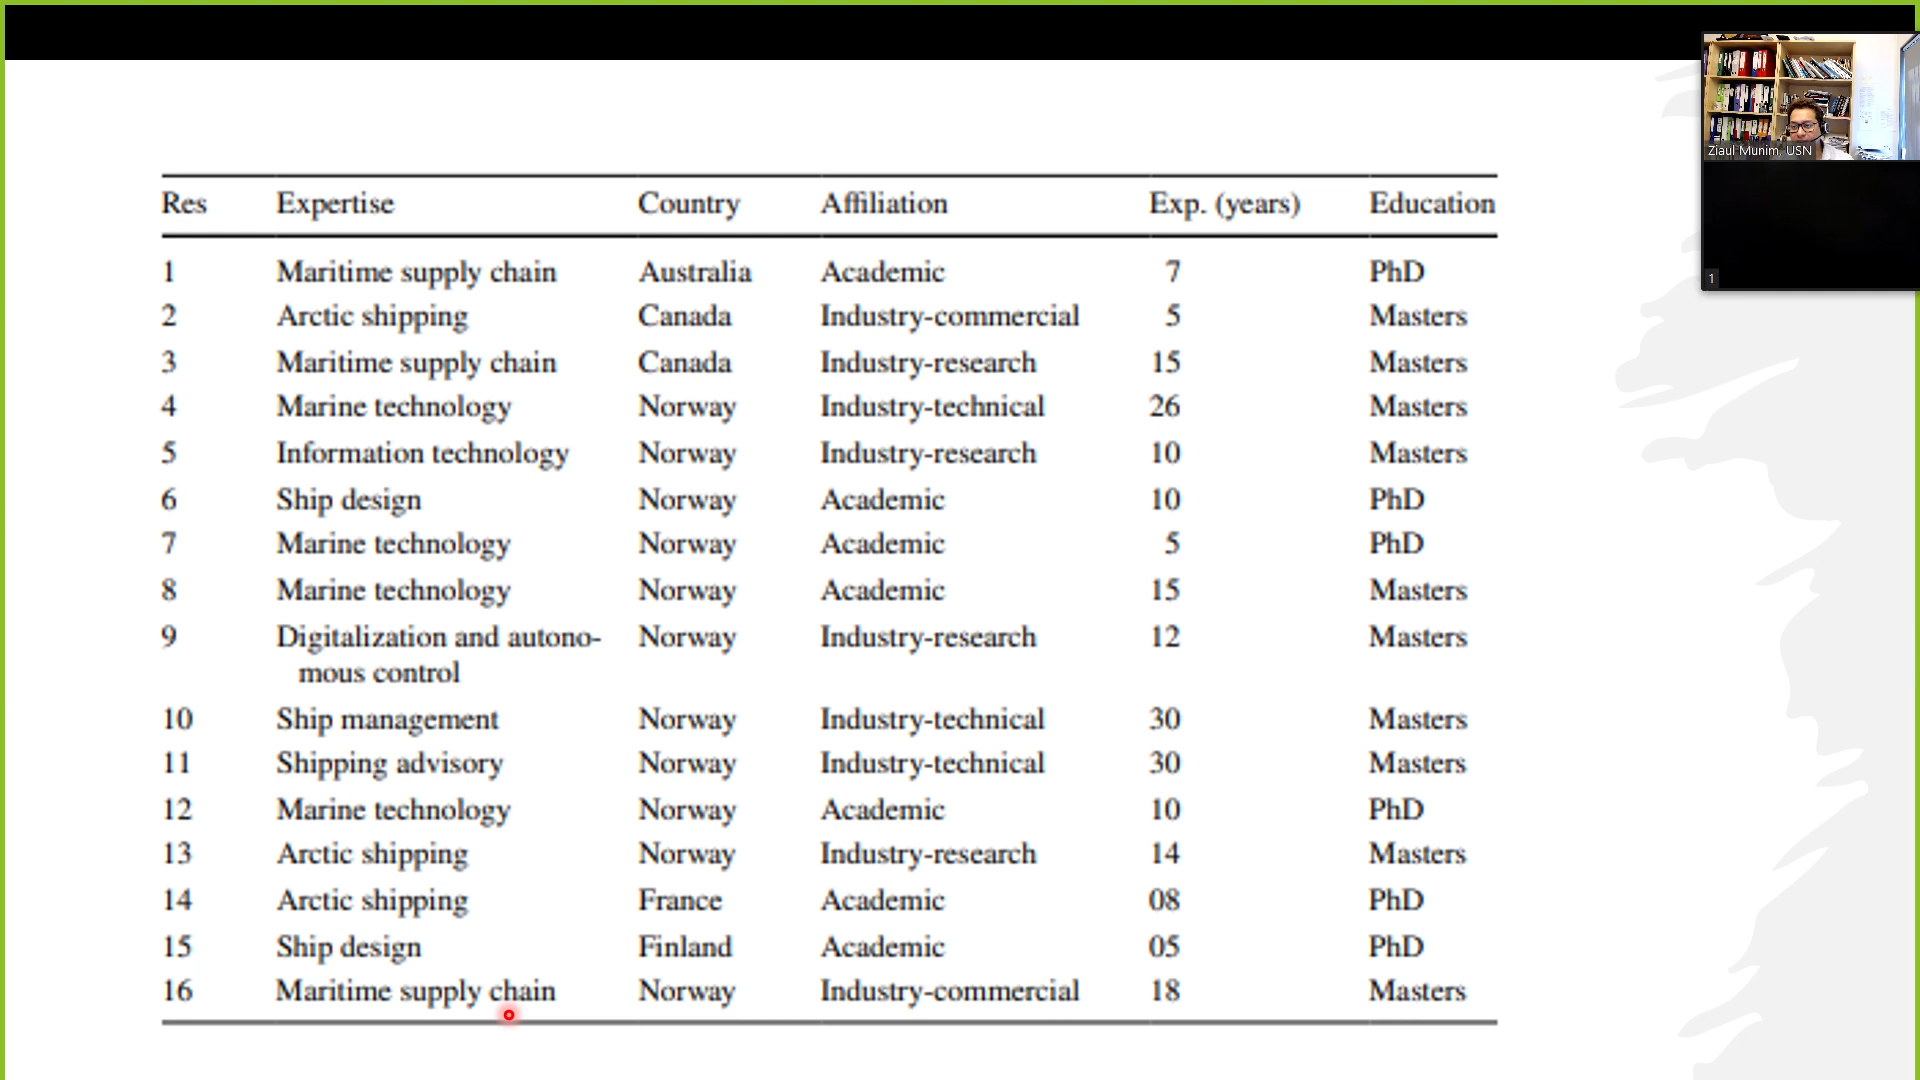 Ziaul Munim, USN
1
Res Expertise Country Affiliation Exp. (years) Education
1 Maritime supply chain Australia Academic 7 PhD
2 Arctic shipping Canada Industry-commercial 5 Masters
3 Maritime supply chain Canada Industry-research 15 Masters
4 Marine technology Norway Industry-technical 26 Masters
5 Information technology Norway Industry-research 10 Masters
6 Ship design Norway Academic 10 PhD
7 Marine technology Norway Academic 5 PhD
8 Marine technology Norway Academic 15 Masters
9 Digitalization and autono- Norway Industry-research 12 Masters
mous control
10 Ship management Norway Industry-technical 30 Masters
11 Shipping advisory Norway Industry-technical 30 Masters
12 Marine technology Norway Academic 10 PhD
13 Arctic shipping Norway Industry-research 14 Masters
14 Arctic shipping France Academic 08 PhD
15 Ship design Finland Academic 05 PhD
16 Maritime supply chain Norway Industry-commercial 18 Masters